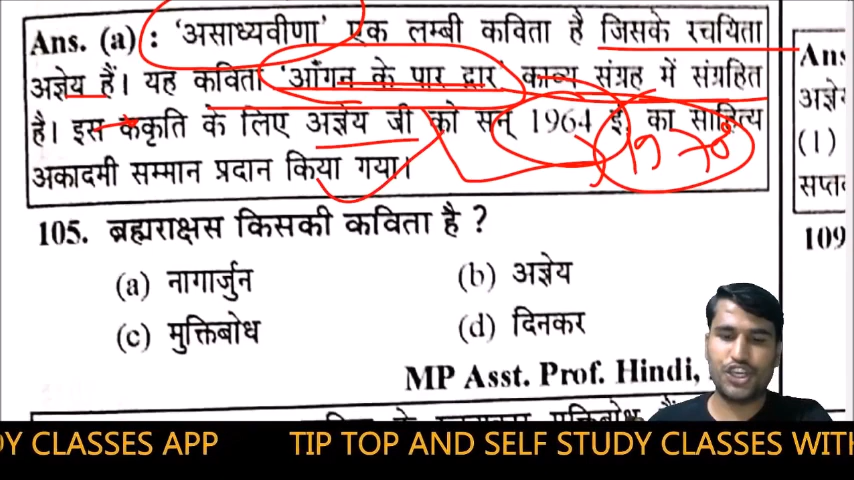 Ans. (a) : 'असाध्यवीणा' एक लम्बी कविता है जिसके रचयिता
अज्ञेय हैं। यह कविता 'आँगन के पार द्वार' काव्य संग्रह में संग्रहित
है। इस कृति के लिए अज्ञेय जी को सन् 1964 ई. का साहित्य
अकादमी सम्मान प्रदान किया गया।
105. ब्रह्मराक्षस किसकी कविता है ?
(a) नागार्जुन (b) अज्ञेय
(c) मुक्तिबोध (d) दिनकर
MP Asst. Prof. Hindi,
Ans
अज्ञेय
(1)
सप्त
109
DY CLASSES APP TIP TOP AND SELF STUDY CLASSES WITH